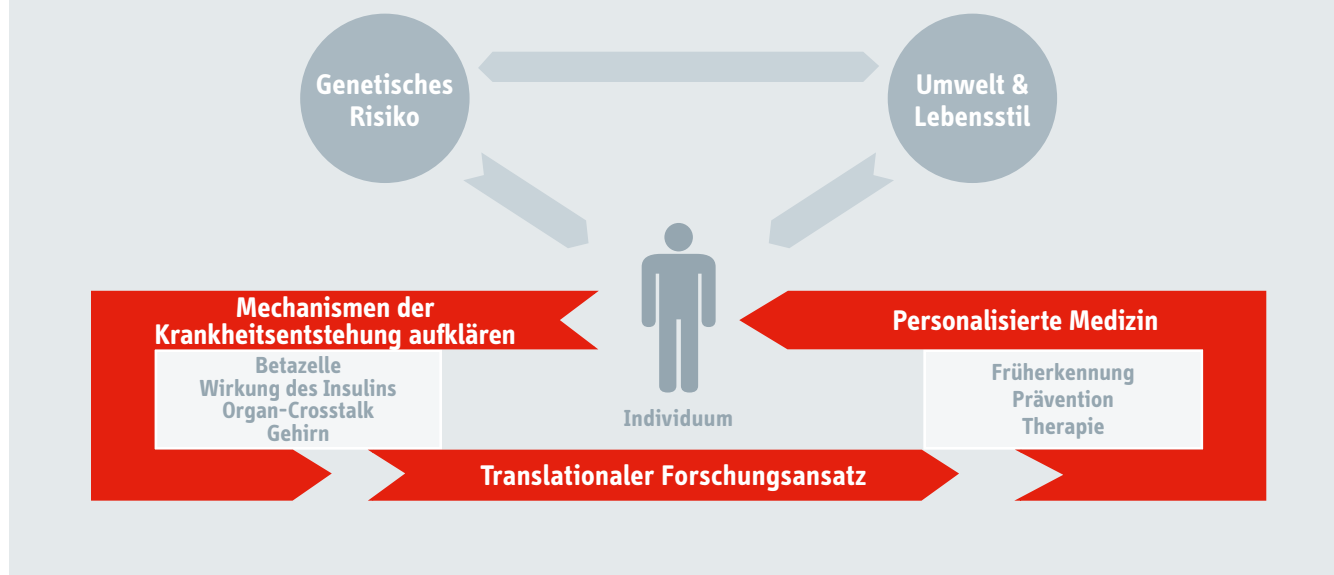 Genetisches
Risiko
Umwelt &
Lebensstil
Mechanismen der
Krankheitsentstehung aufklären
Betazelle
Wirkung des Insulins
Organ-Crosstalk
Gehirn
Individuum
Personalisierte Medizin
Früherkennung
Prävention
Therapie
Translationaler Forschungsansatz